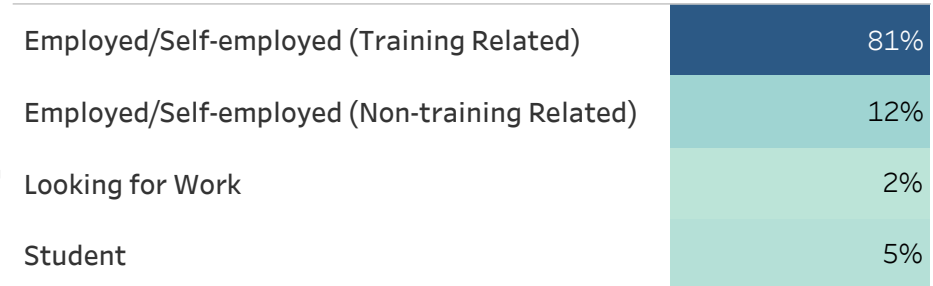 Employed/Self-employed (Training Related) 81%
Employed/Self-employed (Non-training Related) 12%
Looking for Work 2%
Student 5%